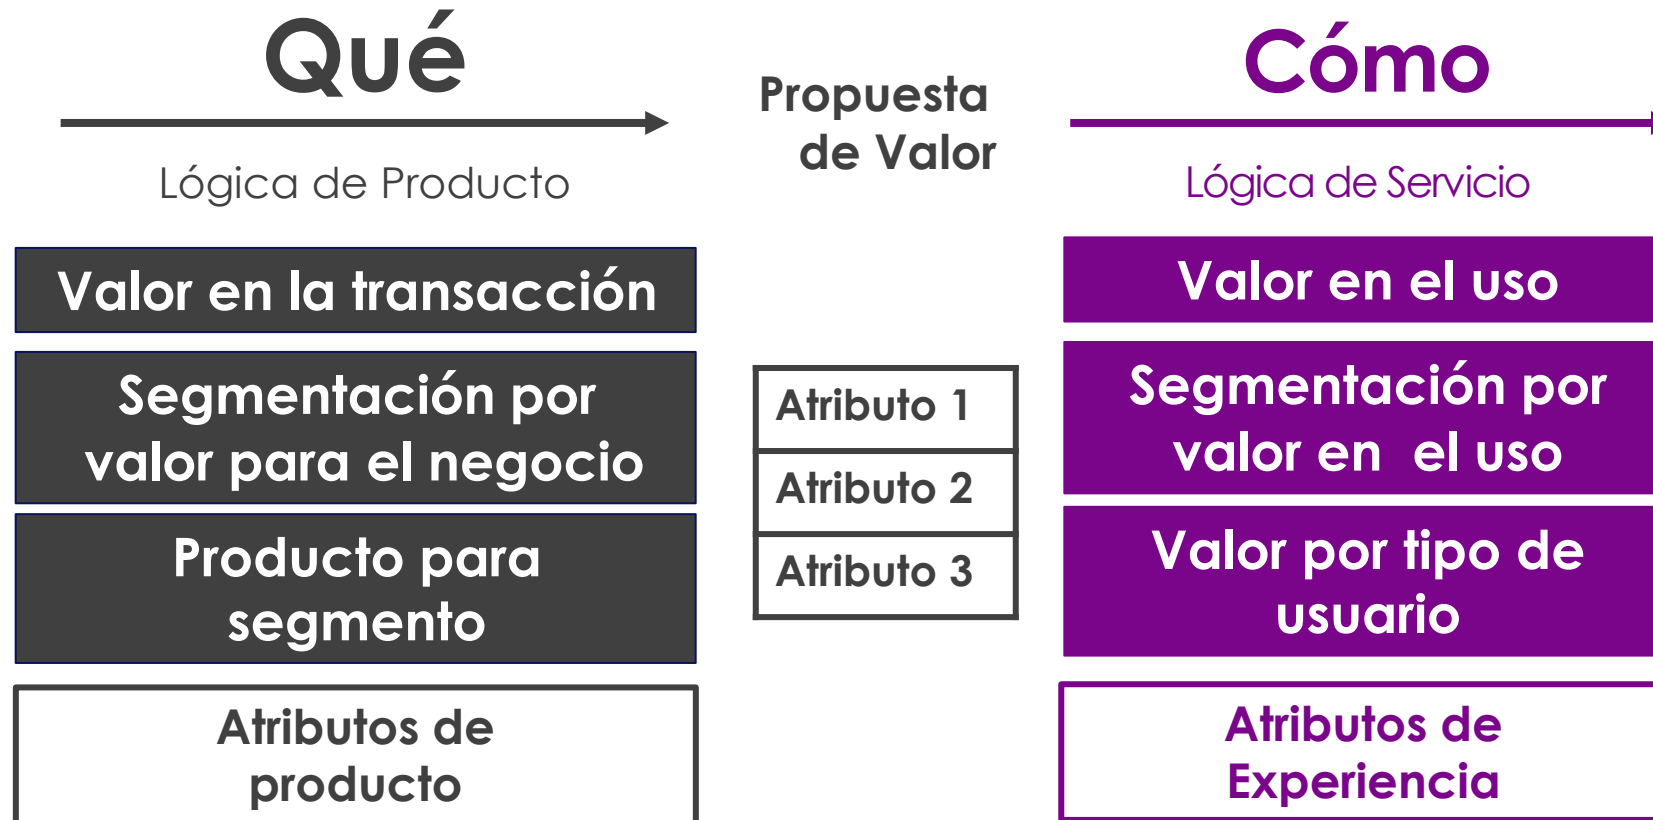 Qué
Lógica de Producto
Valor en la transacción
Segmentación por
valor para el negocio
Producto para
segmento
Atributos de
producto
Propuesta
de Valor
Atributo 1
Atributo 2
Atributo 3
Cómo
Lógica de Servicio
Valor en el uso
Segmentación por
valor en el uso
Valor por tipo de
usuario
Atributos de
Experiencia